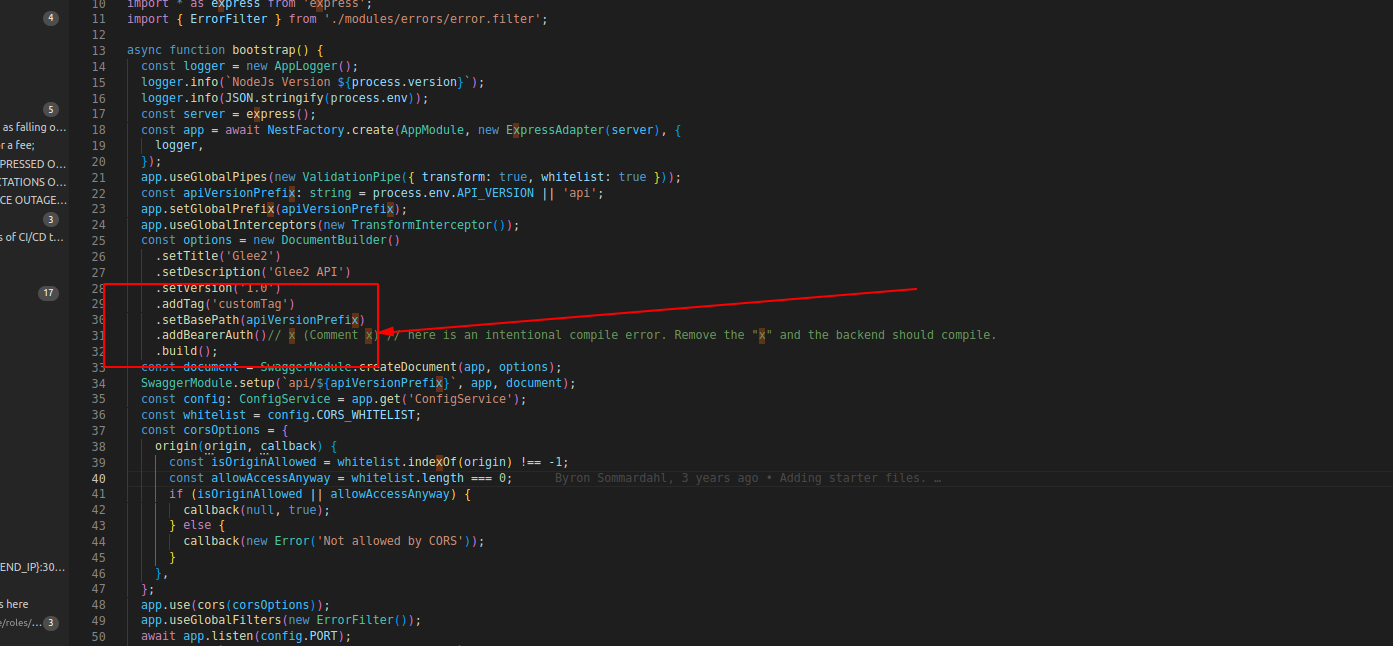 4
5
as falling o...
r a fee;
PRESSED O...
CTATIONS O...
CE OUTAGE...
3
s of CI/CD t...
17
END_IP}:30...
s here
e/roles/... 3
10 import * as express from 'express';
11 import { ErrorFilter } from './modules/errors/error.filter';
12
13 async function bootstrap() {
14 const logger = new AppLogger();
15 logger.info(`NodeJs Version ${process.version}`);
16 logger.info(JSON.stringify(process.env));
17 const server = express();
18 const app = await NestFactory.create(AppModule, new ExpressAdapter(server), {
19 logger,
20 });
21 app.useGlobalPipes(new ValidationPipe({ transform: true, whitelist: true }));
22 const apiVersionPrefix: string = process.env.API_VERSION || 'api';
23 app.setGlobalPrefix(apiVersionPrefix);
24 app.useGlobalInterceptors(new TransformInterceptor());
25 const options = new DocumentBuilder()
26 .setTitle('Glee2')
27 .setDescription('Glee2 API')
28 .setVersion('1.0')
29 .addTag('customTag')
30 .setBasePath(apiVersionPrefix)
31 .addBearerAuth()// x (Comment x) // here is an intentional compile error. Remove the "x" and the backend should compile.
32 .build();
33 const document = SwaggerModule.createDocument(app, options);
34 SwaggerModule.setup(`api/${apiVersionPrefix}`, app, document);
35 const config: ConfigService = app.get('ConfigService');
36 const whitelist = config.CORS_WHITELIST;
37 const corsOptions = {
38 origin(origin, callback) {
39 const isOriginAllowed = whitelist.indexOf(origin) !== -1;
40 const allowAccessAnyway = whitelist.length === 0; Byron Sommardahl, 3 years ago • Adding starter files. …
41 if (isOriginAllowed || allowAccessAnyway) {
42 callback(null, true);
43 } else {
44 callback(new Error('Not allowed by CORS'));
45 }
46 },
47 };
48 app.use(cors(corsOptions));
49 app.useGlobalFilters(new ErrorFilter());
50 await app.listen(config.PORT);